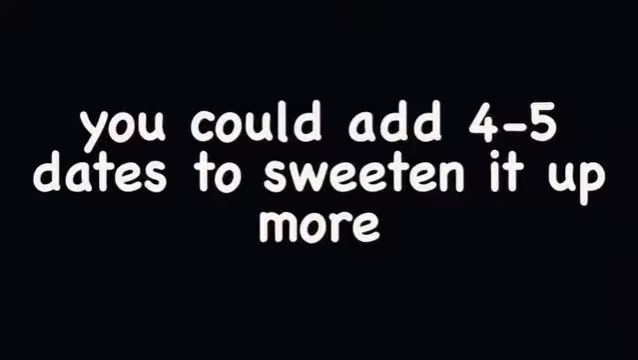 you could add 4-5
dates to sweeten it up
more